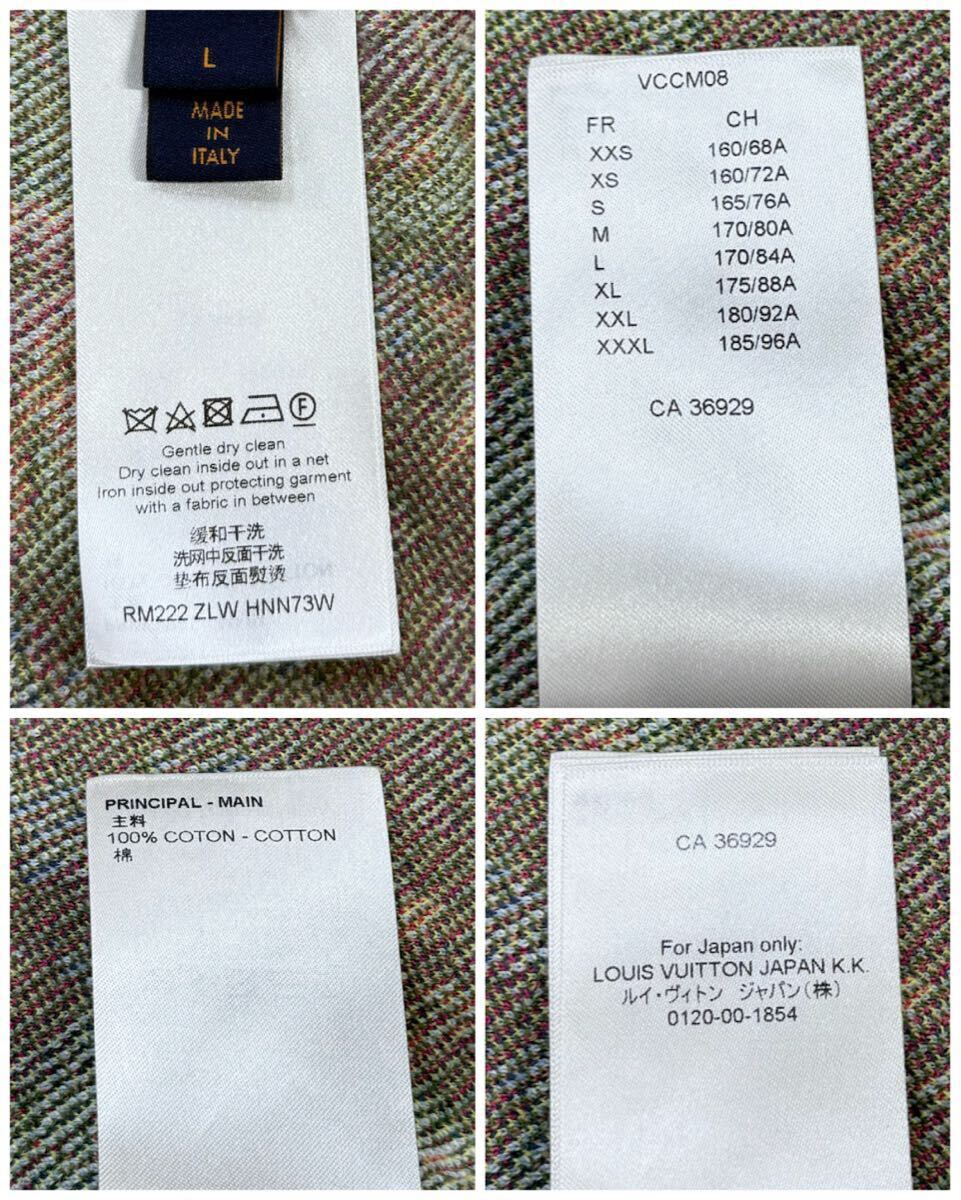 L
MADE
IN
ITALY
F
Gentle dry clean
Dry clean inside out in a net
Iron inside out protecting garment
with a fabric in between
缓和干洗
洗网中反面干洗
垫布反面熨烫
RM222 ZLW HNN73W
VCCM08
FR CH
XXS 160/68A
XS 160/72A
S 165/76A
M 170/80A
L 170/84A
XL 175/88A
XXL 180/92A
XXXL 185/96A
CA 36929
PRINCIPAL - MAIN
主料
100% COTON - COTTON
棉
CA 36929
For Japan only:
LOUIS VUITTON JAPAN K.K.
ルイ・ヴィトン ジャパン(株)
0120-00-1854